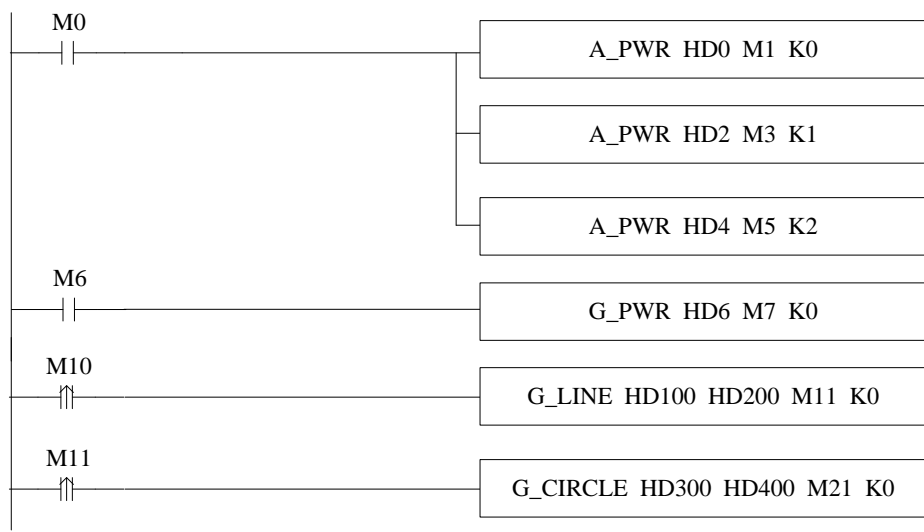 M0
A_PWR HD0 M1 K0
A_PWR HD2 M3 K1
A_PWR HD4 M5 K2
M6
G_PWR HD6 M7 K0
M10
G_LINE HD100 HD200 M11 K0
M11
G_CIRCLE HD300 HD400 M21 K0